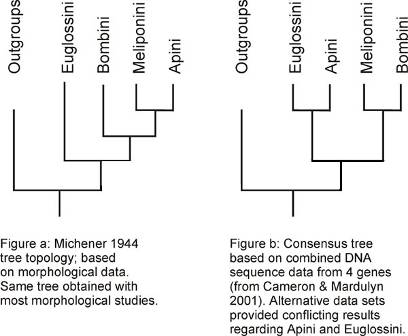 Outgroups
Euglossini
Bombini
Meliponini
Apini
Outgroups
Euglossini
Apini
Meliponini
Bombini
Figure a: Michener 1944
tree topology; based
on morphological data.
Same tree obtained with
most morphological studies.
Figure b: Consensus tree
based on combined DNA
sequence data from 4 genes
(from Cameron & Mardulyn
2001). Alternative data sets
provided conflicting results
regarding Apini and Euglossini.